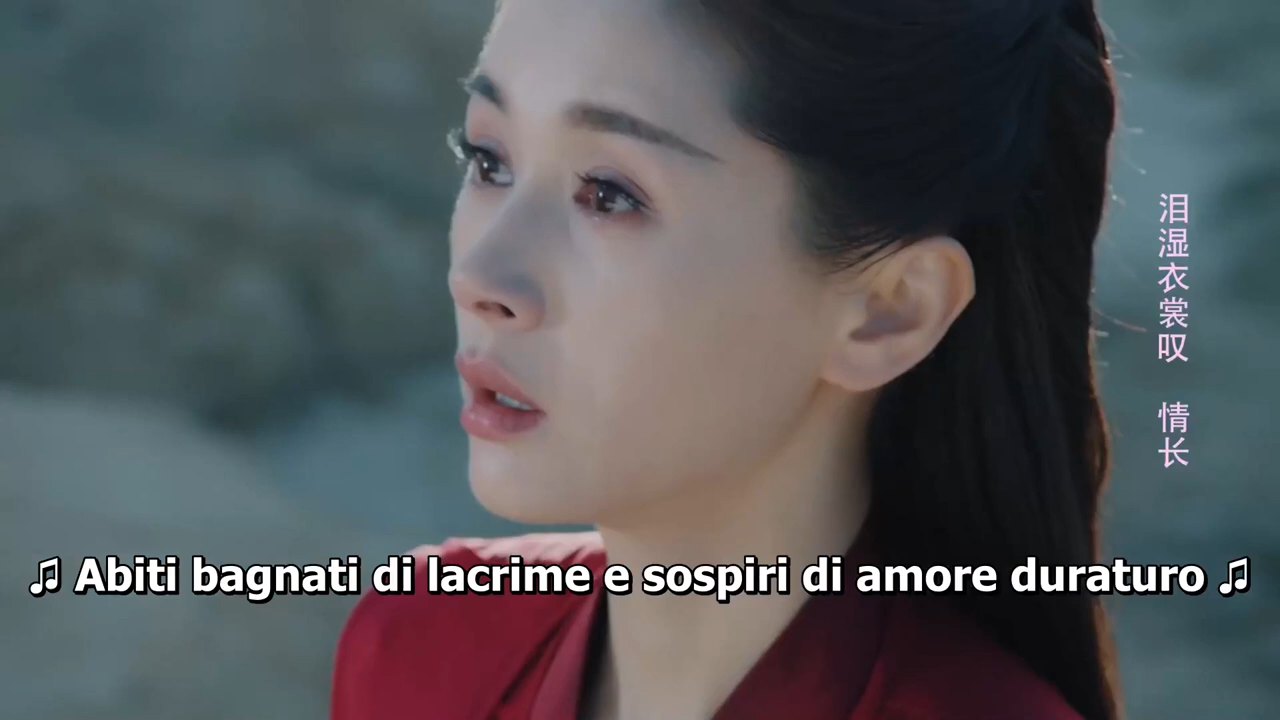 泪湿衣裳叹 情长
♫ Abiti bagnati di lacrime e sospiri di amore duraturo ♫